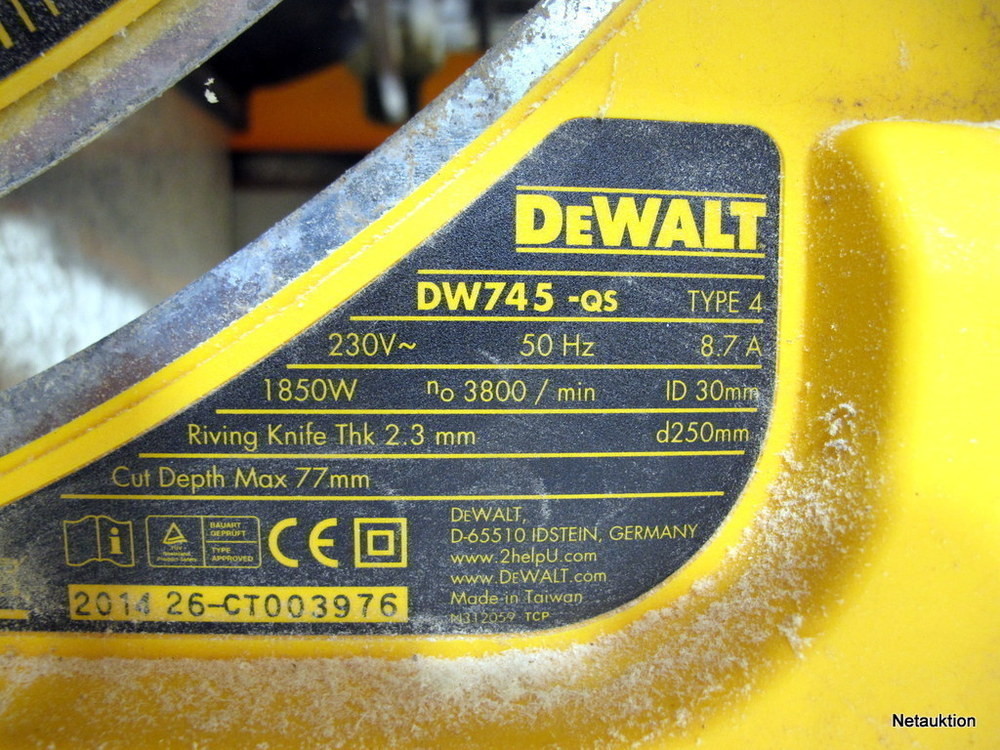 DEWALT
DW745 -QS TYPE 4
230V~ 50 Hz 8.7 A
1850W no 3800 / min ID 30mm
Riving Knife Thk 2.3 mm d250mm
Cut Depth Max 77mm
i
BAUART
GEPRÜFT
TYPE
APPROVED
CE
DEWALT,
D-65510 IDSTEIN, GERMANY
www.2helpU.com
www.DEWALT.com
Made in Taiwan
N312059 TCP
2014 26-CT003976
Netauktion